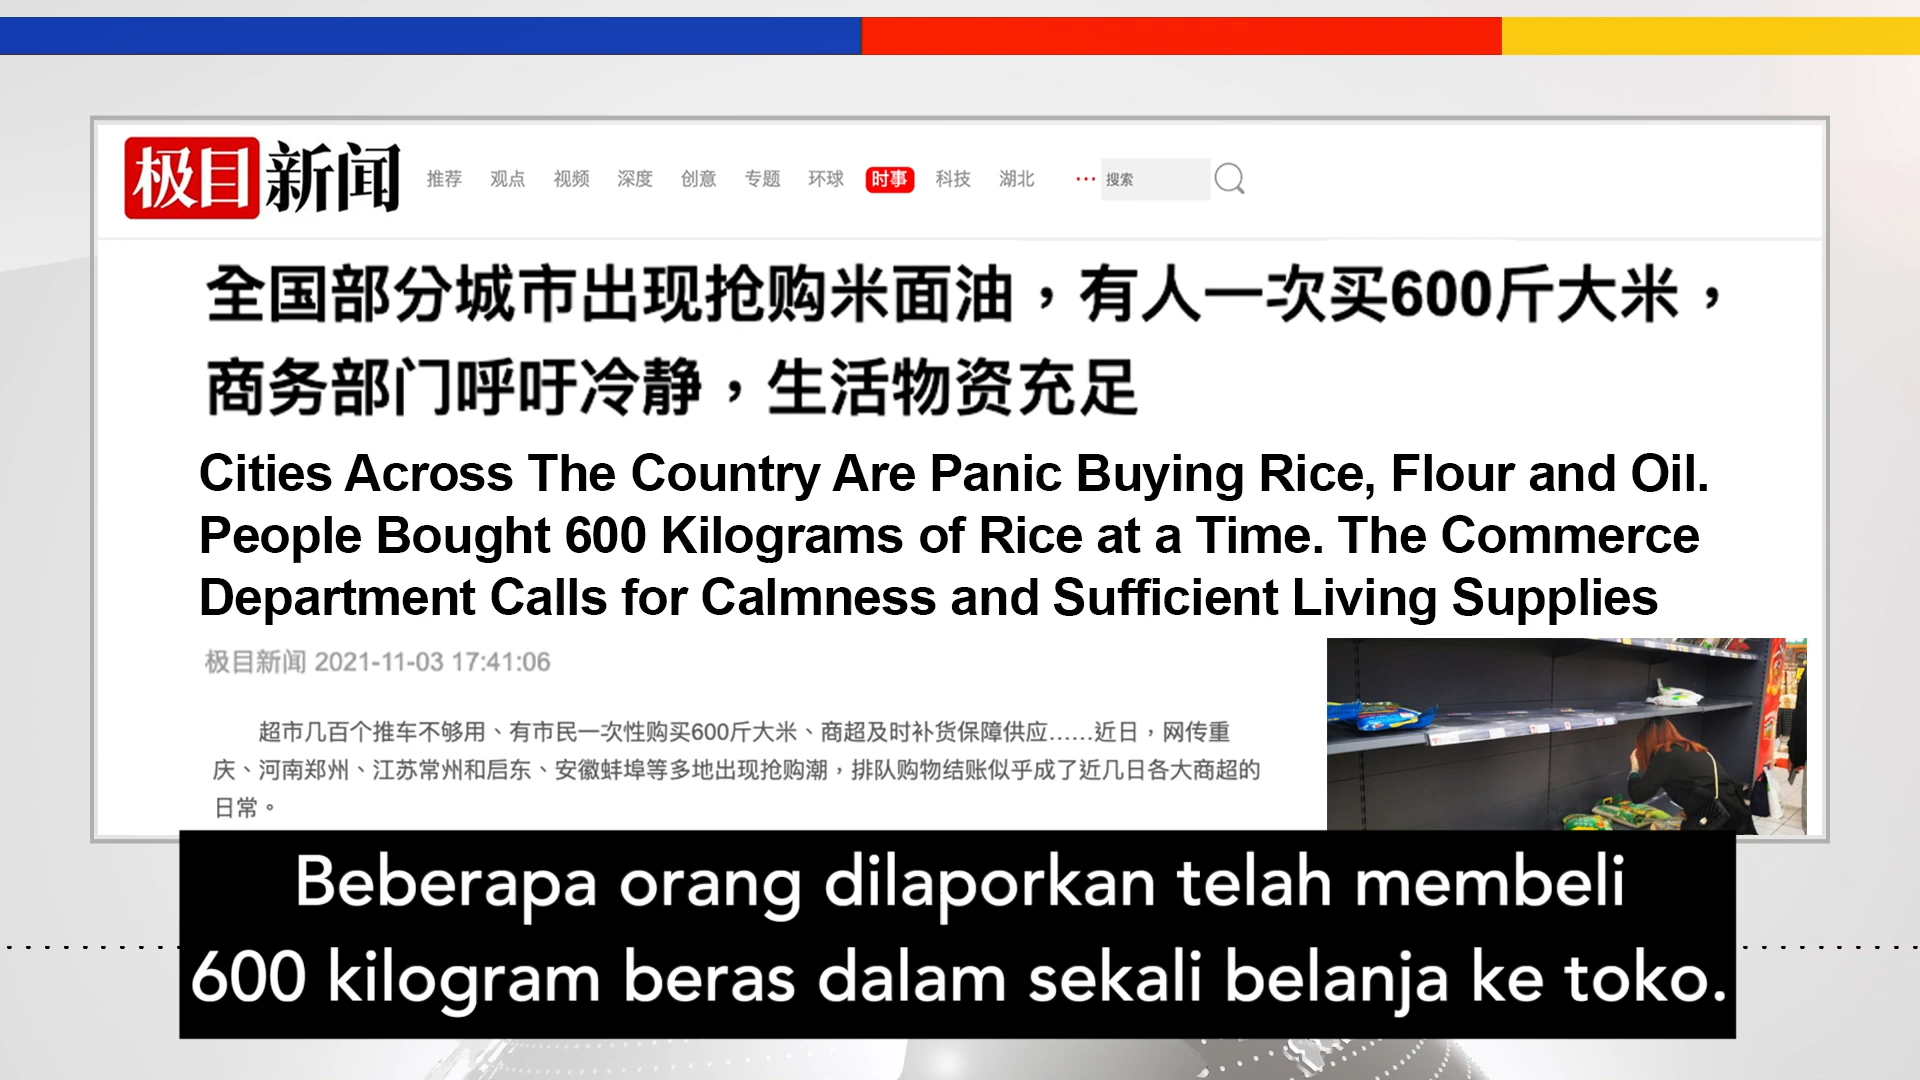 极目新闻 推荐 观点 视频 深度 创意 专题 环球 时事 科技 湖北 ··· 搜索
全国部分城市出现抢购米面油，有人一次买600斤大米，
商务部门呼吁冷静，生活物资充足
Cities Across The Country Are Panic Buying Rice, Flour and Oil.
People Bought 600 Kilograms of Rice at a Time. The Commerce
Department Calls for Calmness and Sufficient Living Supplies
极目新闻 2021-11-03 17:41:06
超市几百个推车不够用、有市民一次性购买600斤大米、商超及时补货保障供应……近日，网传重
庆、河南郑州、江苏常州和启东、安徽蚌埠等多地出现抢购潮，排队购物结账似乎成了近几日各大商超的
日常。
Beberapa orang dilaporkan telah membeli
600 kilogram beras dalam sekali belanja ke toko.